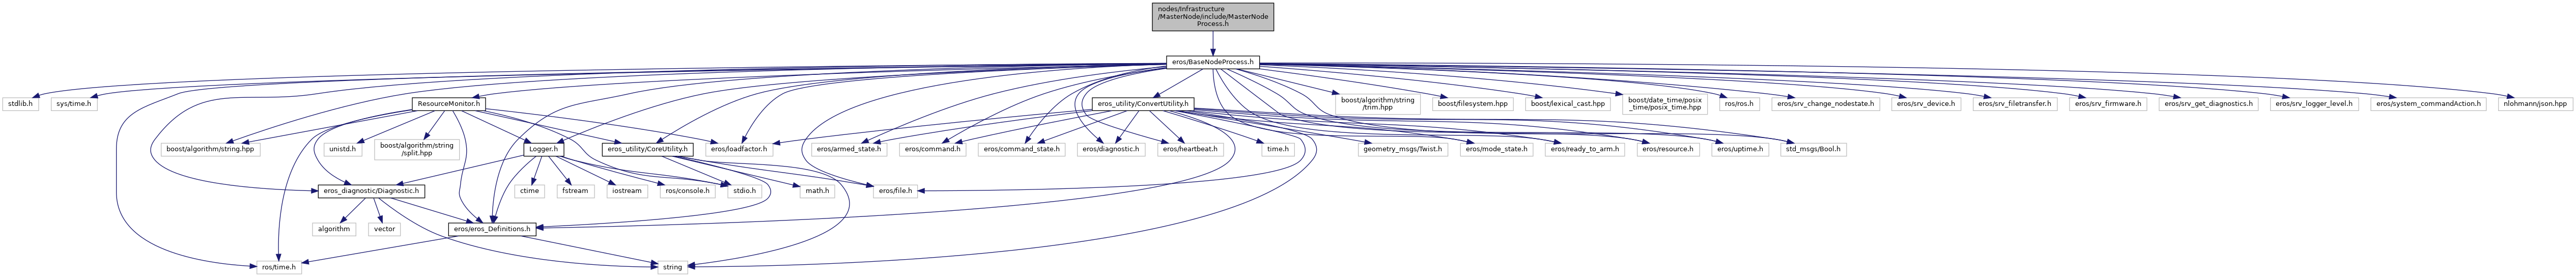 nodes/Infrastructure
/MasterNode/include/MasterNode
Process.h
eros/BaseNodeProcess.h
stdlib.h
sys/time.h
ResourceMonitor.h
eros_utility/ConvertUtility.h
boost/algorithm/string
/trim.hpp
boost/filesystem.hpp
boost/lexical_cast.hpp
boost/date_time/posix
_time/posix_time.hpp
ros/ros.h
eros/srv_change_nodestate.h
eros/srv_device.h
eros/srv_filetransfer.h
eros/srv_firmware.h
eros/srv_get_diagnostics.h
eros/srv_logger_level.h
eros/system_commandAction.h
nlohmann/json.hpp
boost/algorithm/string.hpp
unistd.h
boost/algorithm/string
/split.hpp
Logger.h
eros_utility/CoreUtility.h
eros/loadfactor.h
eros/armed_state.h
eros/command.h
eros/command_state.h
eros/diagnostic.h
eros/heartbeat.h
time.h
geometry_msgs/Twist.h
eros/mode_state.h
eros/ready_to_arm.h
eros/resource.h
eros/uptime.h
std_msgs/Bool.h
eros_diagnostic/Diagnostic.h
ctime
fstream
iostream
ros/console.h
stdio.h
math.h
eros/file.h
algorithm
vector
eros/eros_Definitions.h
ros/time.h
string